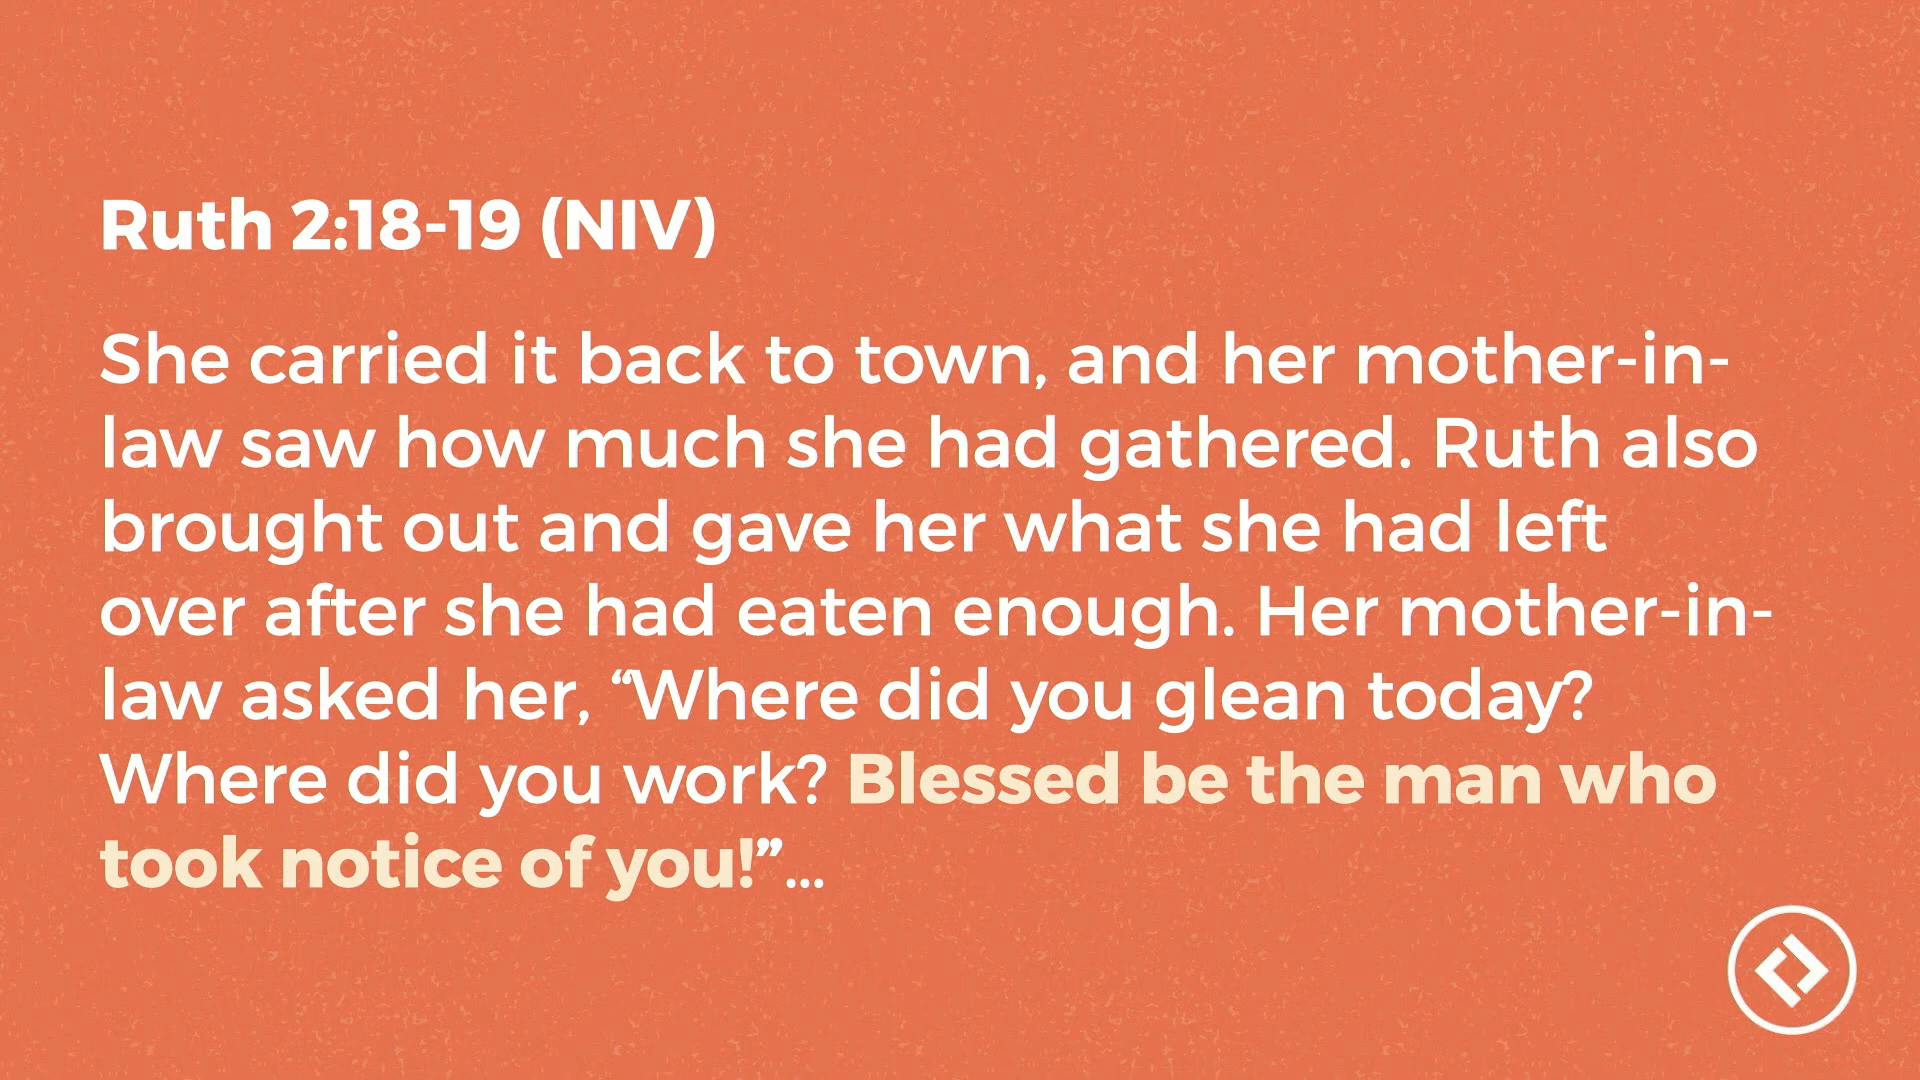 Ruth 2:18-19 (NIV)
She carried it back to town, and her mother-in-
law saw how much she had gathered. Ruth also
brought out and gave her what she had left
over after she had eaten enough. Her mother-in-
law asked her, “Where did you glean today?
Where did you work? Blessed be the man who
took notice of you!”...